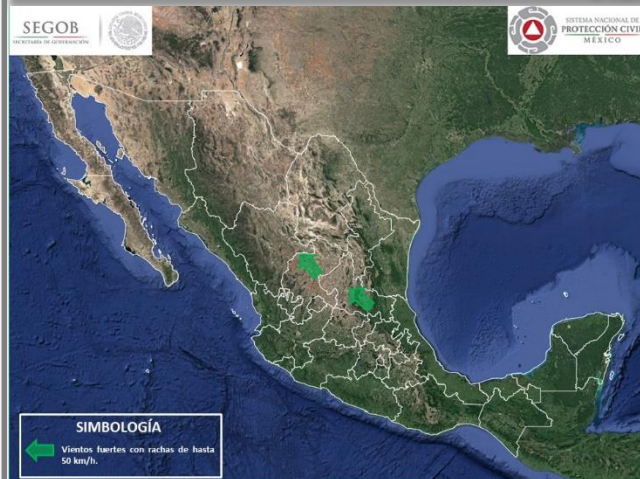 SEGOB
SECRETARÍA DE GOBERNACIÓN
SISTEMA NACIONAL DE
PROTECCIÓN CIVIL
MÉXICO
SIMBOLOGÍA
Vientos fuertes con rachas de hasta
50 km/h.